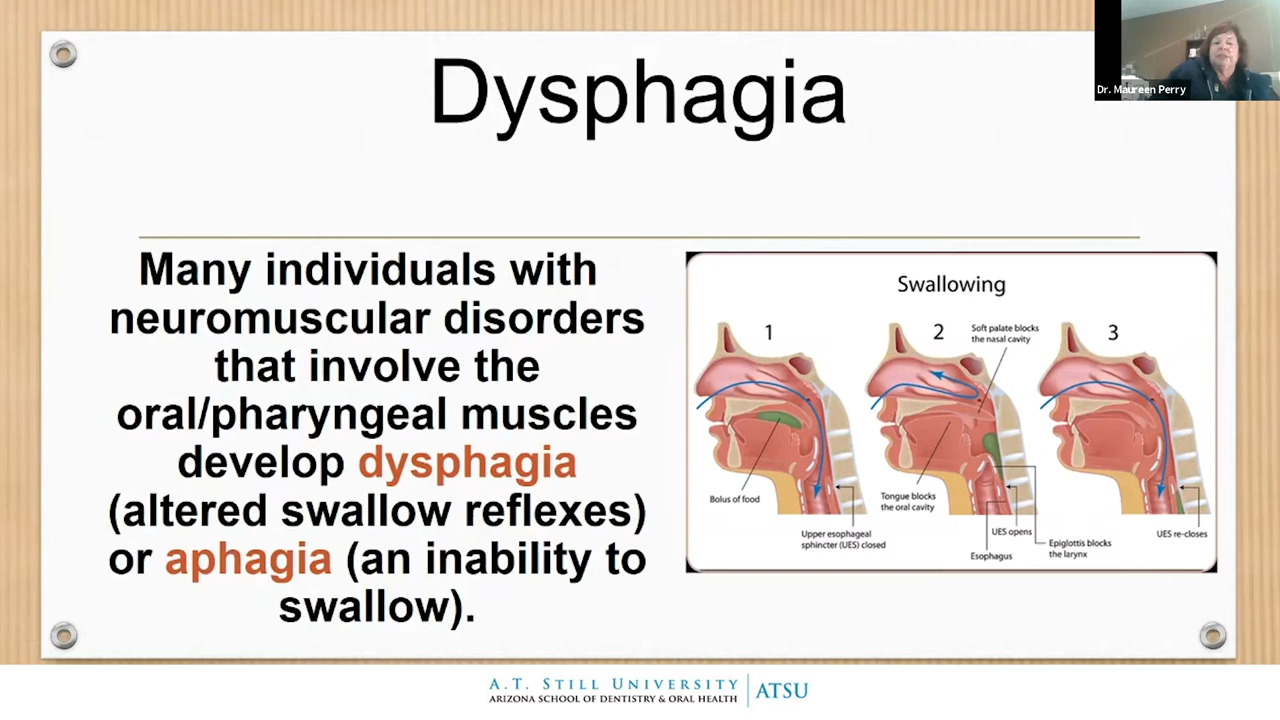 Dysphagia
Dr. Maureen Perry
Many individuals with
neuromuscular disorders
that involve the
oral/pharyngeal muscles
develop dysphagia
(altered swallow reflexes)
or aphagia (an inability to
swallow).
Swallowing
1
2
3
Soft palate blocks
the nasal cavity
Bolus of food
Tongue blocks
the oral cavity
Upper esophageal
sphincter (UES) closed
UES opens
Esophagus
Epiglottis blocks
the larynx
UES re-closes
A.T. STILL UNIVERSITY
ARIZONA SCHOOL OF DENTISTRY & ORAL HEALTH
ATSU